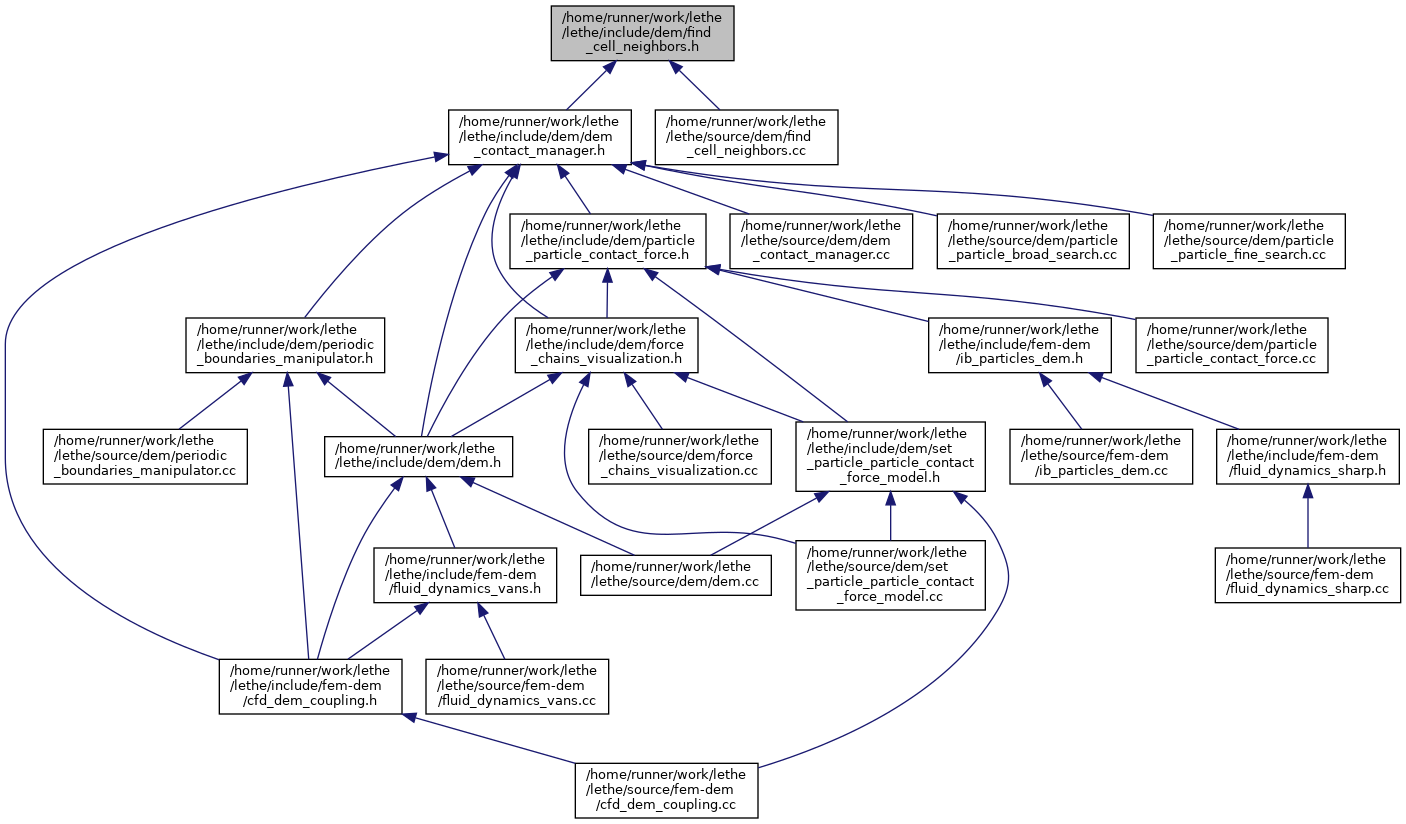 /home/runner/work/lethe
/lethe/include/dem/find
_cell_neighbors.h
/home/runner/work/lethe
/lethe/include/dem/dem
_contact_manager.h
/home/runner/work/lethe
/lethe/source/dem/find
_cell_neighbors.cc
/home/runner/work/lethe
/lethe/include/dem/particle
_particle_contact_force.h
/home/runner/work/lethe
/lethe/source/dem/dem
_contact_manager.cc
/home/runner/work/lethe
/lethe/source/dem/particle
_particle_broad_search.cc
/home/runner/work/lethe
/lethe/source/dem/particle
_particle_fine_search.cc
/home/runner/work/lethe
/lethe/include/dem/periodic
_boundaries_manipulator.h
/home/runner/work/lethe
/lethe/include/dem/force
_chains_visualization.h
/home/runner/work/lethe
/lethe/include/fem-dem
/ib_particles_dem.h
/home/runner/work/lethe
/lethe/source/dem/particle
_particle_contact_force.cc
/home/runner/work/lethe
/lethe/source/dem/periodic
_boundaries_manipulator.cc
/home/runner/work/lethe
/lethe/include/dem/dem.h
/home/runner/work/lethe
/lethe/source/dem/force
_chains_visualization.cc
/home/runner/work/lethe
/lethe/include/dem/set
_particle_particle_contact
_force_model.h
/home/runner/work/lethe
/lethe/source/fem-dem
/ib_particles_dem.cc
/home/runner/work/lethe
/lethe/include/fem-dem
/fluid_dynamics_sharp.h
/home/runner/work/lethe
/lethe/include/fem-dem
/fluid_dynamics_vans.h
/home/runner/work/lethe
/lethe/source/dem/dem.cc
/home/runner/work/lethe
/lethe/source/dem/set
_particle_particle_contact
_force_model.cc
/home/runner/work/lethe
/lethe/source/fem-dem
/fluid_dynamics_sharp.cc
/home/runner/work/lethe
/lethe/include/fem-dem
/cfd_dem_coupling.h
/home/runner/work/lethe
/lethe/source/fem-dem
/fluid_dynamics_vans.cc
/home/runner/work/lethe
/lethe/source/fem-dem
/cfd_dem_coupling.cc